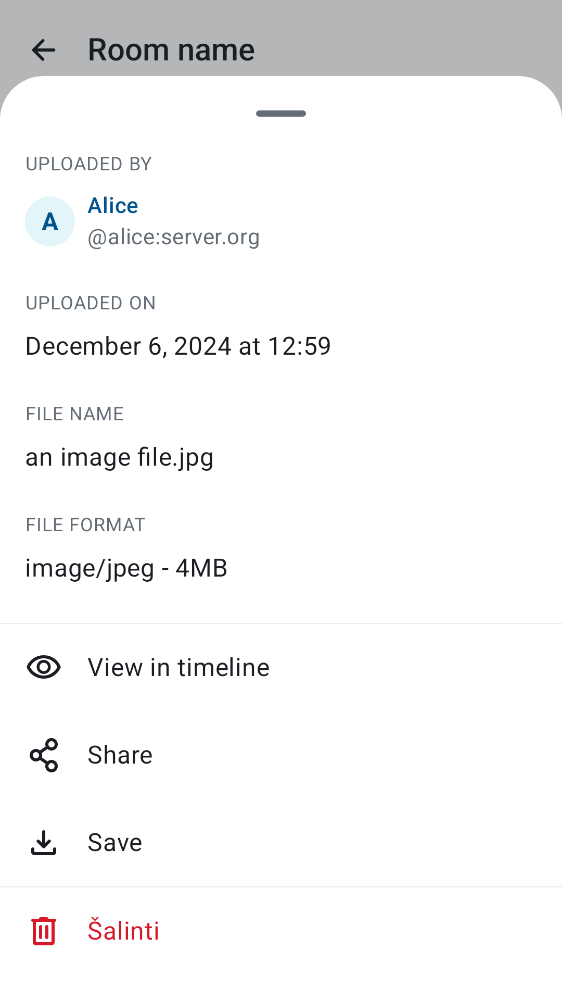 Room name
UPLOADED BY
A
Alice
@alice:server.org
UPLOADED ON
December 6, 2024 at 12:59
FILE NAME
an image file.jpg
FILE FORMAT
image/jpeg - 4MB
View in timeline
Share
Save
Šalinti